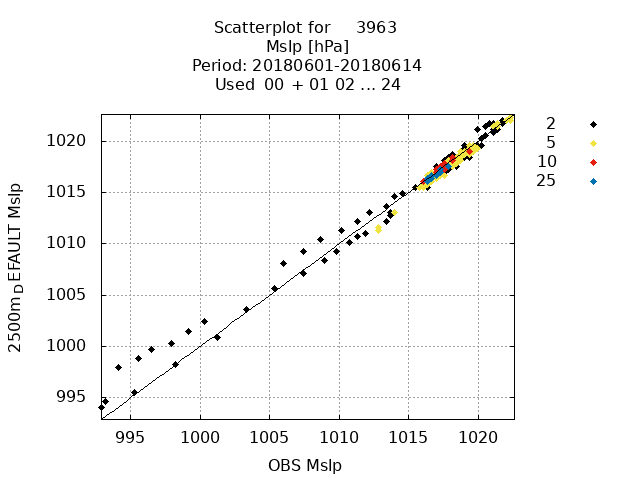 Scatterplot for 3963
Mslp [hPa]
Period: 20180601-20180614
Used 00 + 01 02 ... 24
2
5
10
25
1020
1015
1010
1005
1000
995
2500m_DEFAULT Mslp
995 1000 1005 1010 1015 1020
OBS Mslp